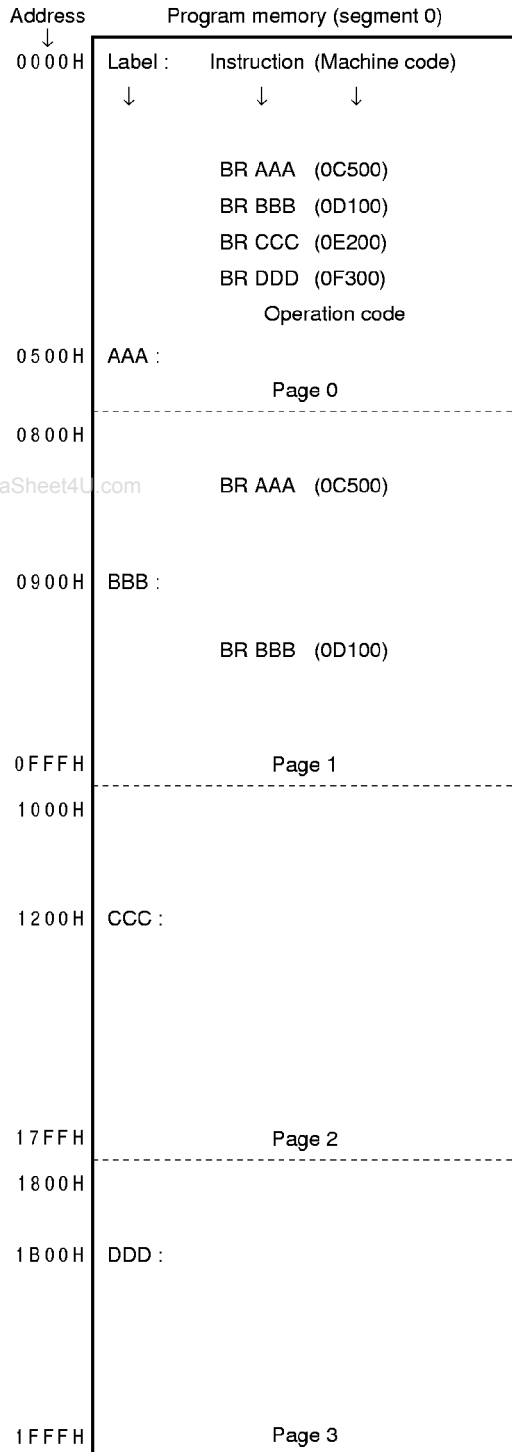 Address Program memory (segment 0)
↓
0000H Label : Instruction (Machine code)
↓ ↓ ↓
BR AAA (0C500)
BR BBB (0D100)
BR CCC (0E200)
BR DDD (0F300)
Operation code
0500H AAA :
Page 0
0800H
aSheet4U.com BR AAA (0C500)
0900H BBB :
BR BBB (0D100)
0FFFH Page 1
1000H
1200H CCC :
17FFH Page 2
1800H
1B00H DDD :
1FFFH Page 3